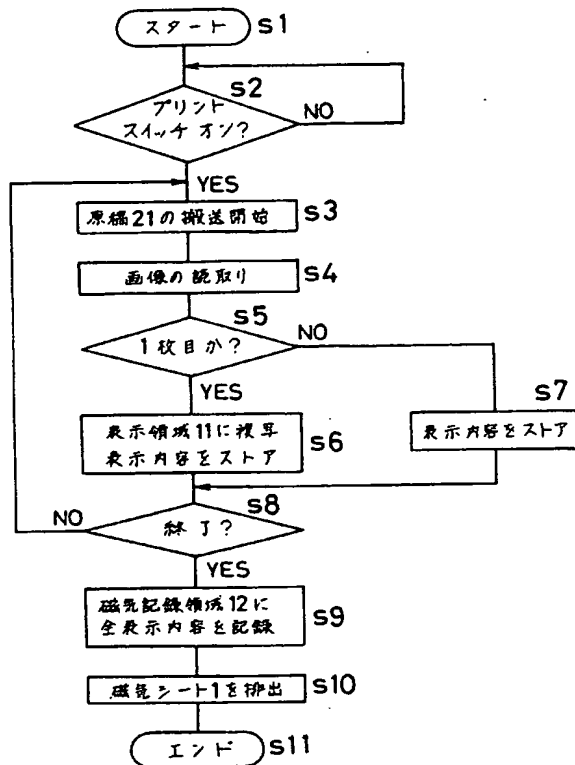 スタート s1
s2
プリント
スイッチ オン?
NO
YES
原稿21の搬送開始 s3
画像の読取り s4
s5
1枚目か?
NO
YES
s7
表示領域11に複写
表示内容をストア s6
表示内容をストア
s8
終了?
NO
YES
磁気記録領域12に
全表示内容を記録 s9
磁気シート1を排出 s10
エンド s11